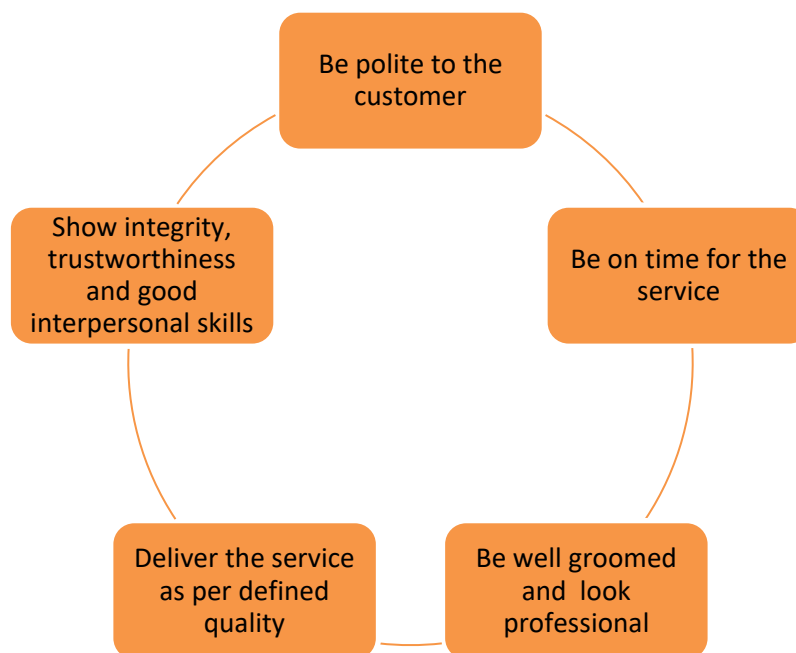 Be polite to the
customer
Be on time for the
service
Be well groomed
and look
professional
Deliver the service
as per defined
quality
Show integrity,
trustworthiness
and good
interpersonal skills